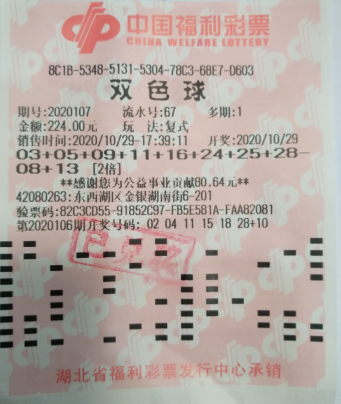 中国福利彩票
CHINA WELFARE LOTTERY
8C1B-5348-5131-5304-78C3-68E7-D603
双色球
期号:2020107 流水号:67 多期:1
金额:224.00元 玩 法:复式
销售时间:2020/10/29-17:39:11 开奖:2020/10/29
03+05+09+11+16+24+25+28-
08+13 [2倍]
**感谢您为公益事业贡献80.64元**
42080263:东西湖区金银湖南街6-201
验票码:82C3CD55-91852C97-FB5E581A-FAA82081
第2020106期开奖号码: 02 04 11 15 18 28+10
湖北省福利彩票发行中心承销